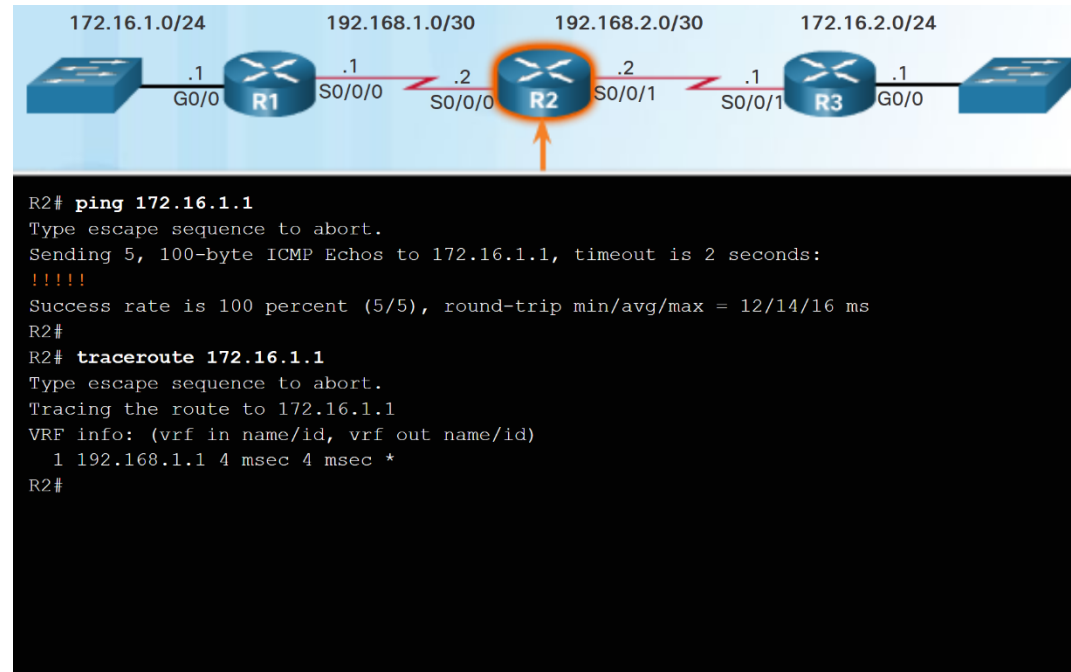 172.16.1.0/24 192.168.1.0/30 192.168.2.0/30 172.16.2.0/24
.1 .1 .2 .2 .1 .1
G0/0 R1 S0/0/0 S0/0/0 R2 S0/0/1 S0/0/1 R3 G0/0
R2# ping 172.16.1.1
Type escape sequence to abort.
Sending 5, 100-byte ICMP Echos to 172.16.1.1, timeout is 2 seconds:
!!!!!
Success rate is 100 percent (5/5), round-trip min/avg/max = 12/14/16 ms
R2#
R2# traceroute 172.16.1.1
Type escape sequence to abort.
Tracing the route to 172.16.1.1
VRF info: (vrf in name/id, vrf out name/id)
  1 192.168.1.1 4 msec 4 msec *
R2#